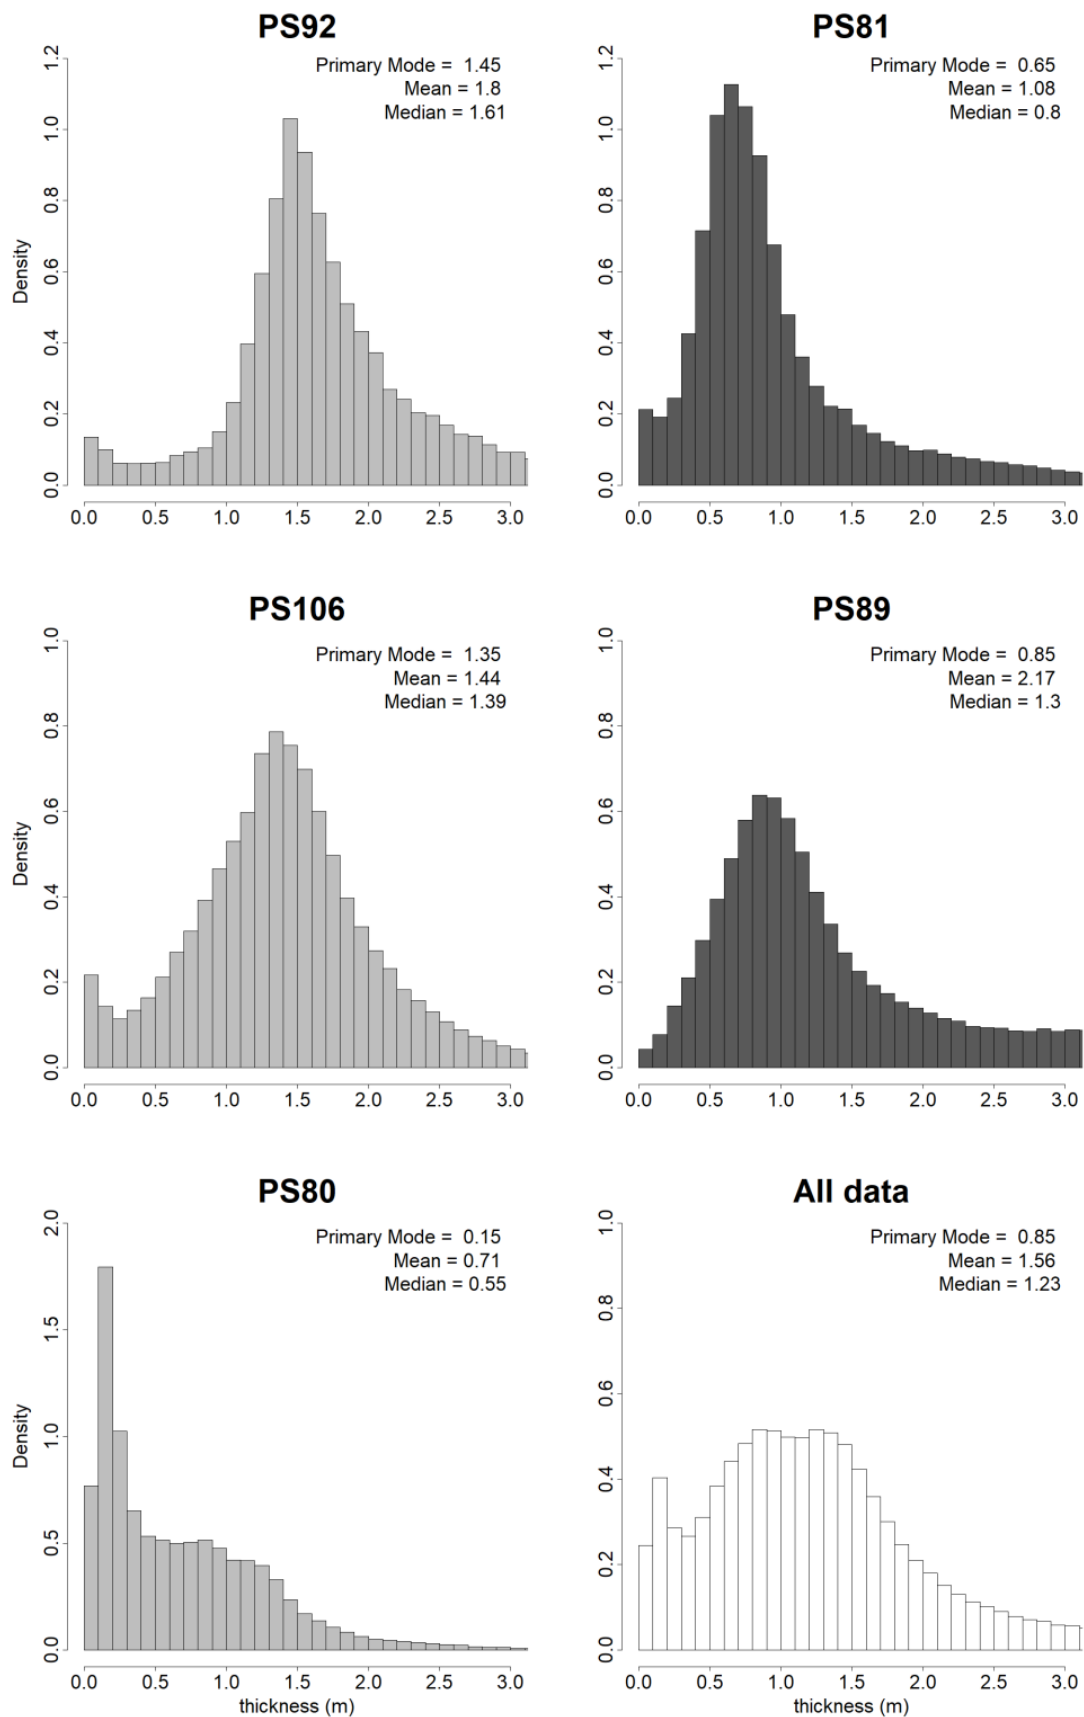 PS92
Primary Mode = 1.45
Mean = 1.8
Median = 1.61
Density
0.0 0.2 0.4 0.6 0.8 1.0 1.2
0.0 0.5 1.0 1.5 2.0 2.5 3.0
PS81
Primary Mode = 0.65
Mean = 1.08
Median = 0.8
0.0 0.2 0.4 0.6 0.8 1.0 1.2
0.0 0.5 1.0 1.5 2.0 2.5 3.0
PS106
Primary Mode = 1.35
Mean = 1.44
Median = 1.39
Density
0.0 0.2 0.4 0.6 0.8 1.0
0.0 0.5 1.0 1.5 2.0 2.5 3.0
PS89
Primary Mode = 0.85
Mean = 2.17
Median = 1.3
0.0 0.2 0.4 0.6 0.8 1.0
0.0 0.5 1.0 1.5 2.0 2.5 3.0
PS80
Primary Mode = 0.15
Mean = 0.71
Median = 0.55
Density
0.0 0.5 1.0 1.5 2.0
0.0 0.5 1.0 1.5 2.0 2.5 3.0
thickness (m)
All data
Primary Mode = 0.85
Mean = 1.56
Median = 1.23
0.0 0.2 0.4 0.6 0.8 1.0
0.0 0.5 1.0 1.5 2.0 2.5 3.0
thickness (m)